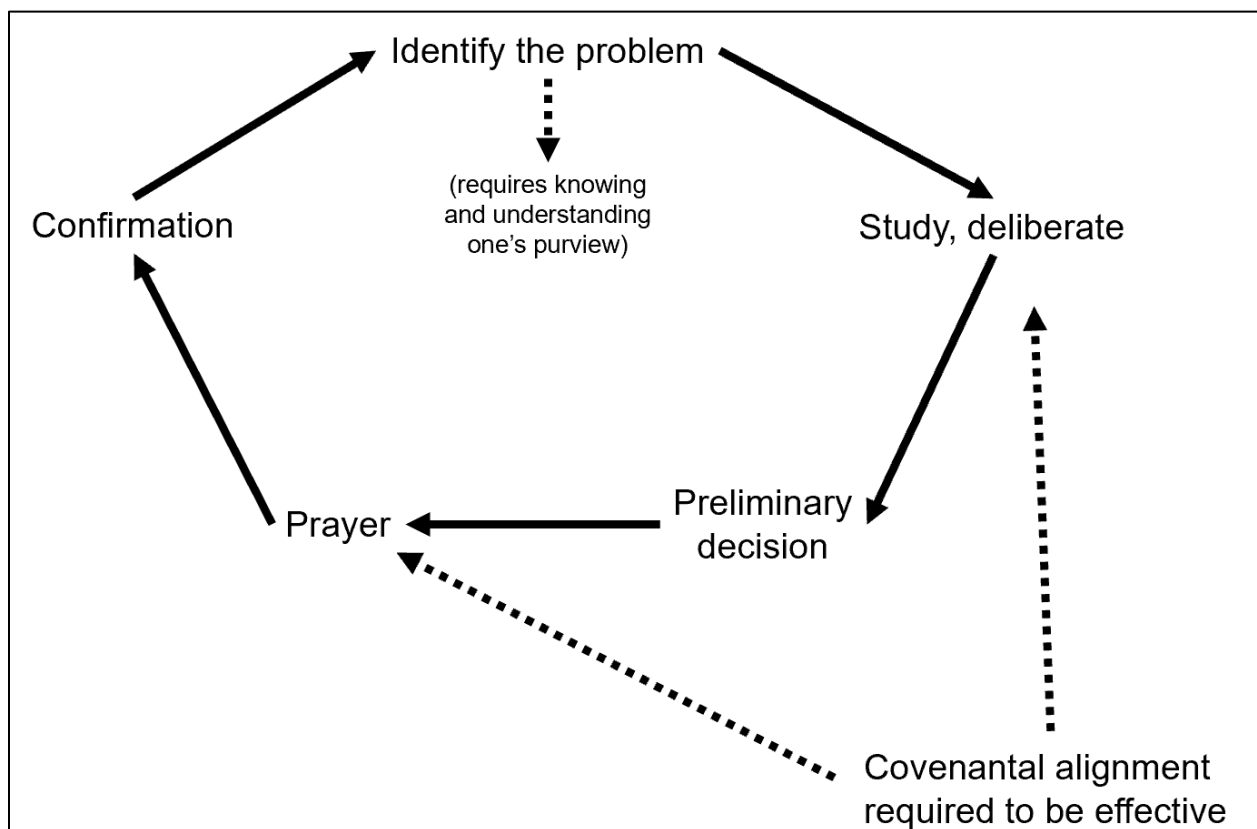 Identify the problem
(requires knowing
and understanding
one's purview)
Confirmation
Study, deliberate
Preliminary
decision
Prayer
Covenantal alignment
required to be effective